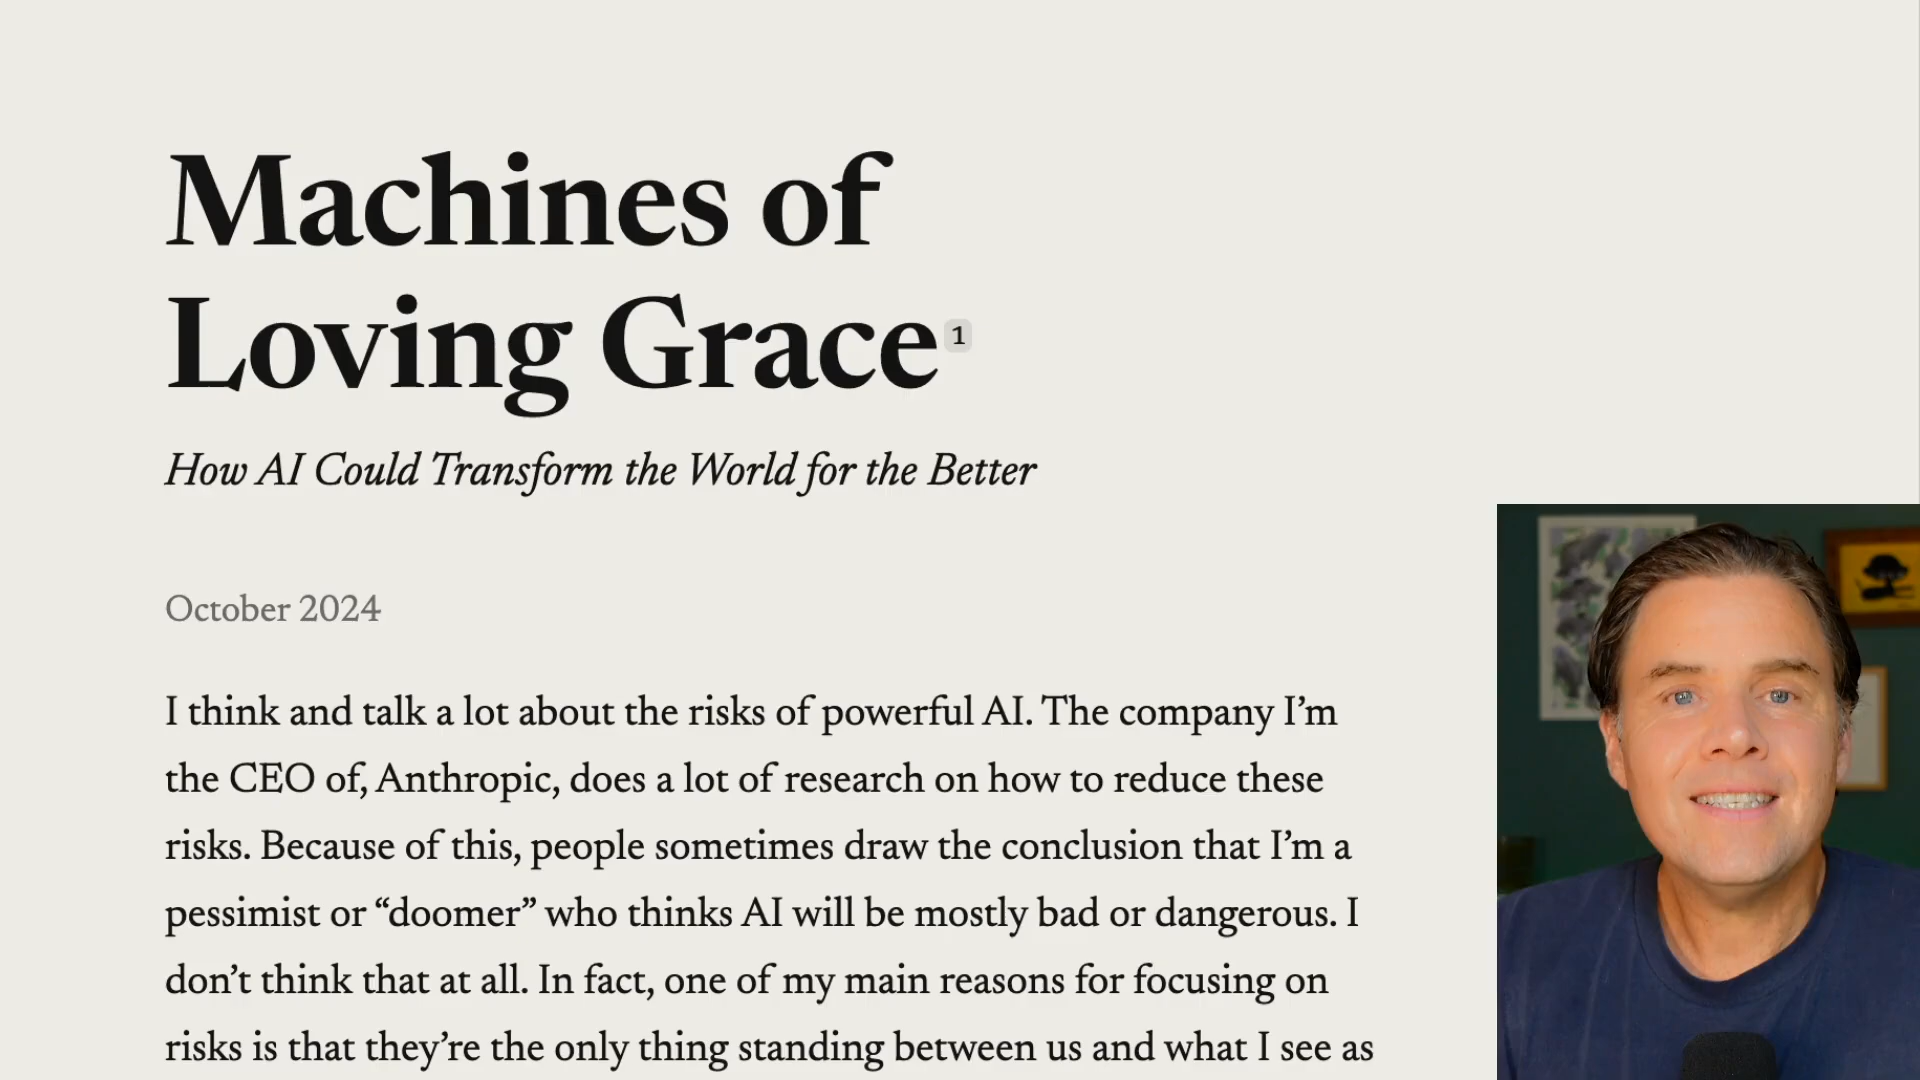 Machines of
Loving Grace1
How AI Could Transform the World for the Better
October 2024
I think and talk a lot about the risks of powerful AI. The company I’m
the CEO of, Anthropic, does a lot of research on how to reduce these
risks. Because of this, people sometimes draw the conclusion that I’m a
pessimist or “doomer” who thinks AI will be mostly bad or dangerous. I
don’t think that at all. In fact, one of my main reasons for focusing on
risks is that they’re the only thing standing between us and what I see as